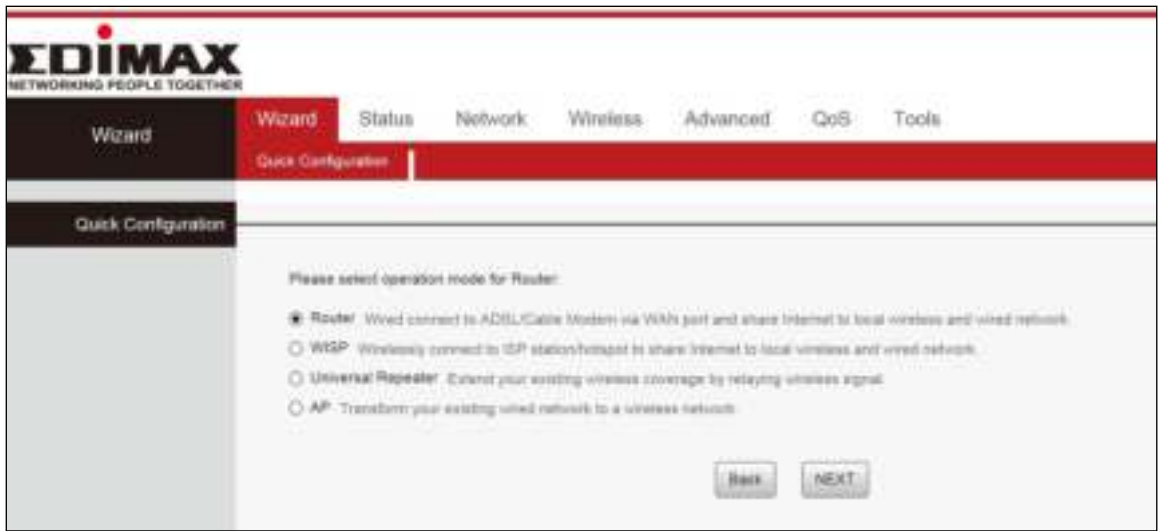 EDIMAX
NETWORKING PEOPLE TOGETHER
Wizard
Wizard Status Network Wireless Advanced QoS Tools
Quick Configuration
Quick Configuration
Please select operation mode for Router:
Router Wired connect to ADSL/Cable Modem via WAN port and share Internet to local wireless and wired network.
WISP Wirelessly connect to ISP station/hotspot to share Internet to local wireless and wired network.
Universal Repeater Extend your existing wireless coverage by relaying wireless signal.
AP Transform your existing wired network to a wireless network.
Back NEXT